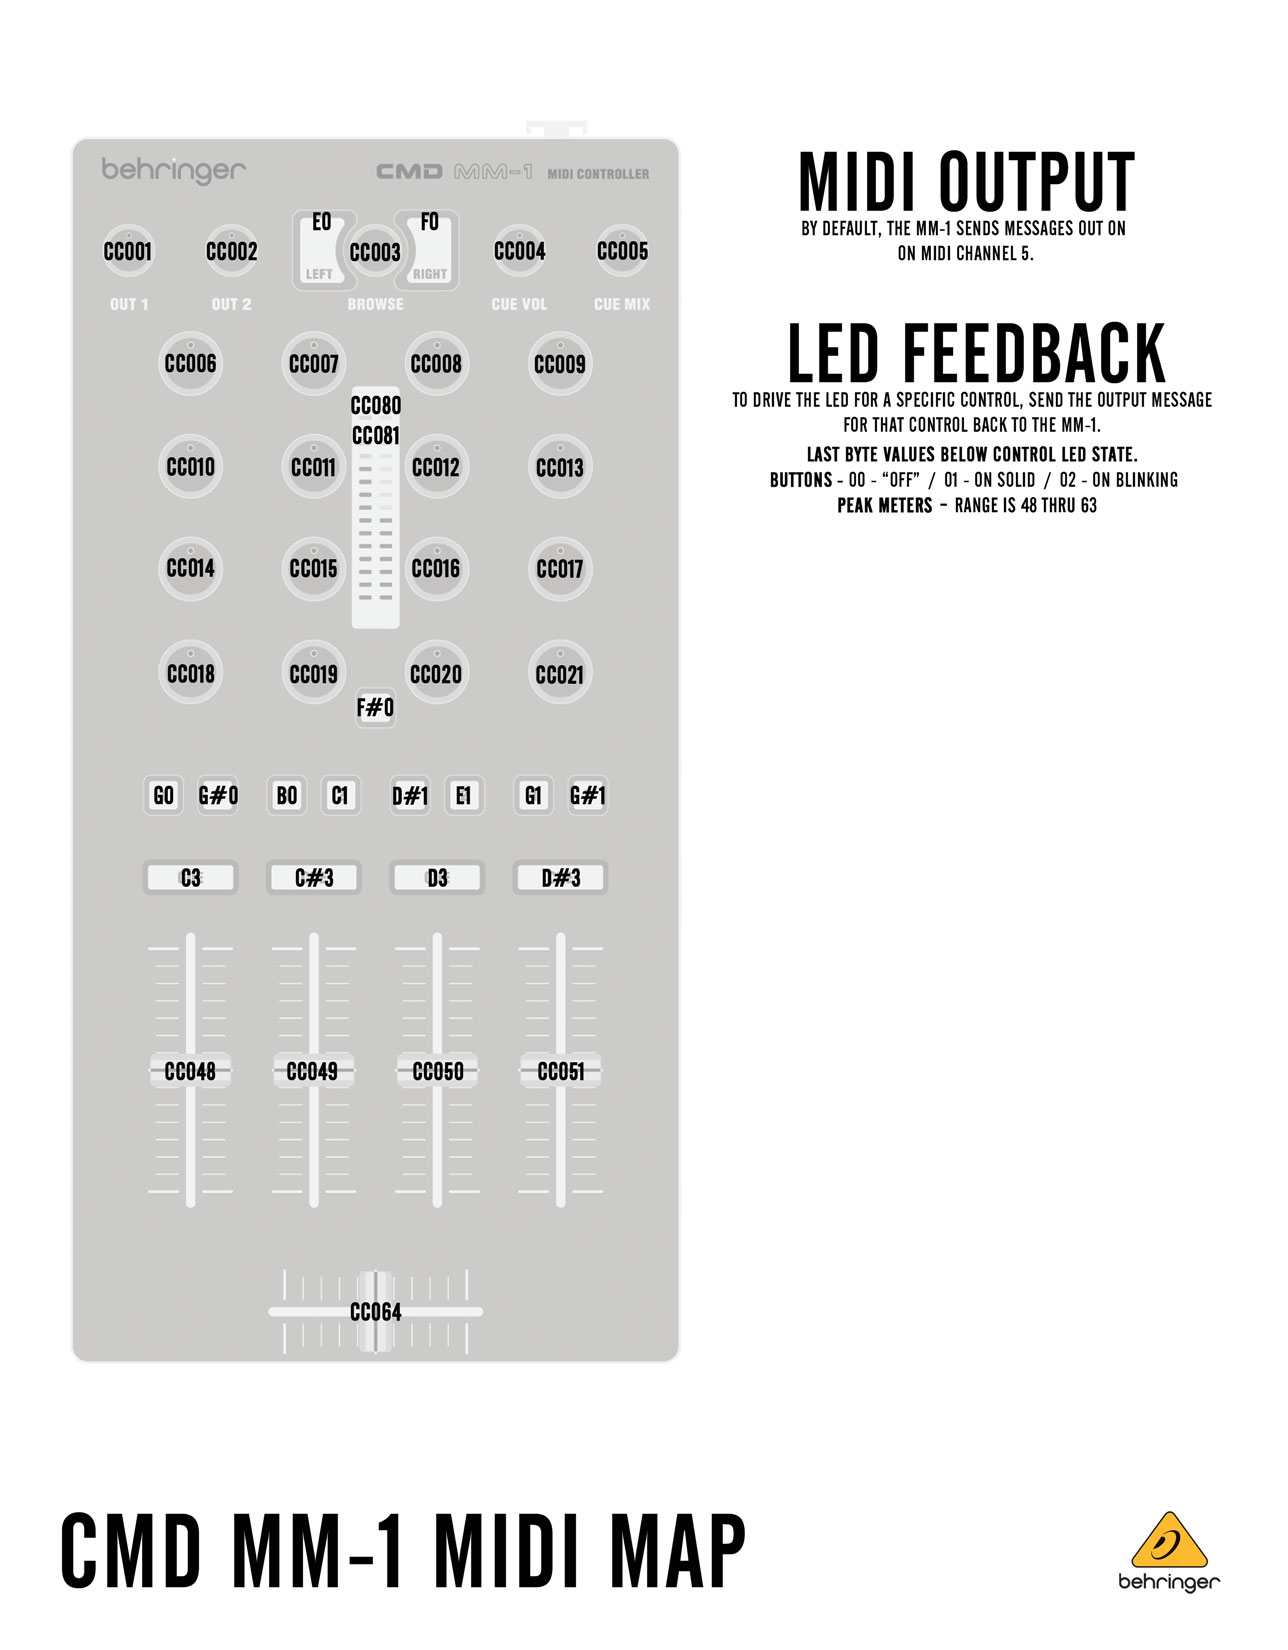 behringer
CMD MM-1 MIDI CONTROLLER
E0 F0
CC001 CC002 CC003 CC004 CC005
LEFT RIGHT
OUT 1 OUT 2 BROWSE CUE VOL CUE MIX
CC006 CC007 CC008 CC009
CC080
CC081
CC010 CC011 CC012 CC013
CC014 CC015 CC016 CC017
CC018 CC019 CC020 CC021
F#0
G0 G#0 B0 C1 D#1 E1 G1 G#1
C3 C#3 D3 D#3
CC048 CC049 CC050 CC051
CC064
MIDI OUTPUT
BY DEFAULT, THE MM-1 SENDS MESSAGES OUT ON
ON MIDI CHANNEL 5.
LED FEEDBACK
TO DRIVE THE LED FOR A SPECIFIC CONTROL, SEND THE OUTPUT MESSAGE
FOR THAT CONTROL BACK TO THE MM-1.
LAST BYTE VALUES BELOW CONTROL LED STATE.
BUTTONS - 00 - “OFF” / 01 - ON SOLID / 02 - ON BLINKING
PEAK METERS - RANGE IS 48 THRU 63
CMD MM-1 MIDI MAP
behringer